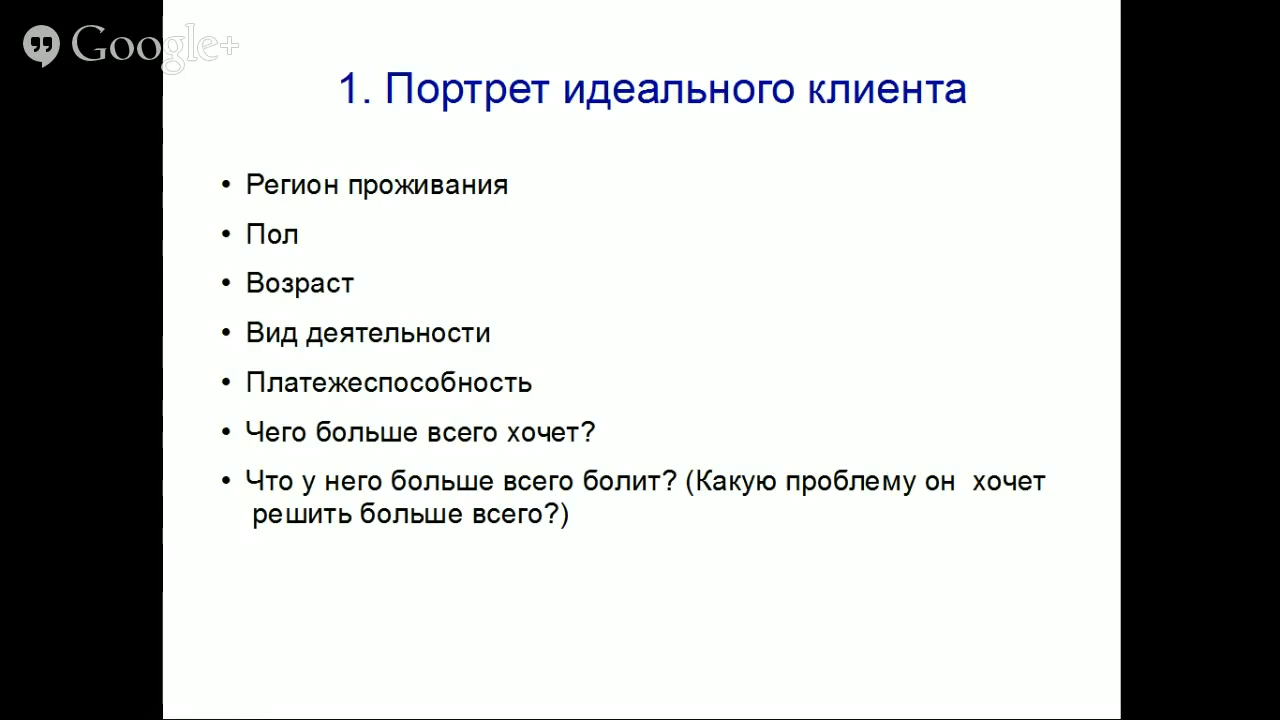 Google+
1. Портрет идеального клиента
• Регион проживания
• Пол
• Возраст
• Вид деятельности
• Платежеспособность
• Чего больше всего хочет?
• Что у него больше всего болит? (Какую проблему он хочет
решить больше всего?)